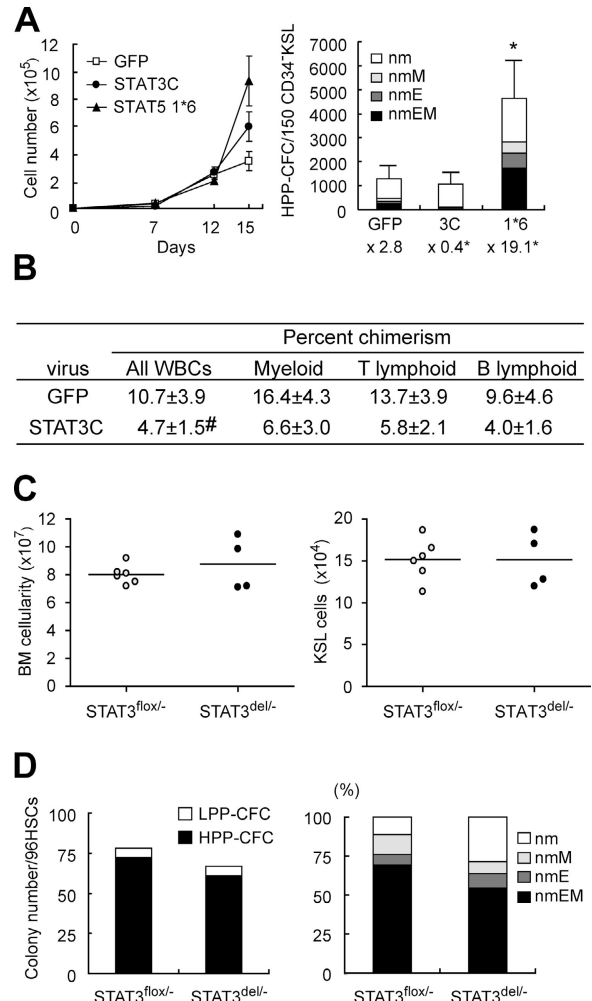 A
Cell number (x10⁵)
12
10
8
6
4
2
0
GFP
STAT3C
STAT5 1*6
0
7
12
15
Days
HPP-CFC/150 CD34⁻KSL
7000
6000
5000
4000
3000
2000
1000
0
nm
nmM
nmE
nmEM
*
GFP 3C 1*6
x 2.8 x 0.4* x 19.1*
B
Percent chimerism
virus All WBCs Myeloid T lymphoid B lymphoid
GFP 10.7±3.9 16.4±4.3 13.7±3.9 9.6±4.6
STAT3C 4.7±1.5# 6.6±3.0 5.8±2.1 4.0±1.6
C
BM cellularity (x10⁷)
12
10
8
6
4
2
0
STAT3flox/- STAT3del/-
KSL cells (x10⁴)
20
15
10
5
0
STAT3flox/- STAT3del/-
D
Colony number/96HSCs
100
75
50
25
0
LPP-CFC
HPP-CFC
STAT3flox/- STAT3del/-
(%)
100
75
50
25
0
nm
nmM
nmE
nmEM
STAT3flox/- STAT3del/-